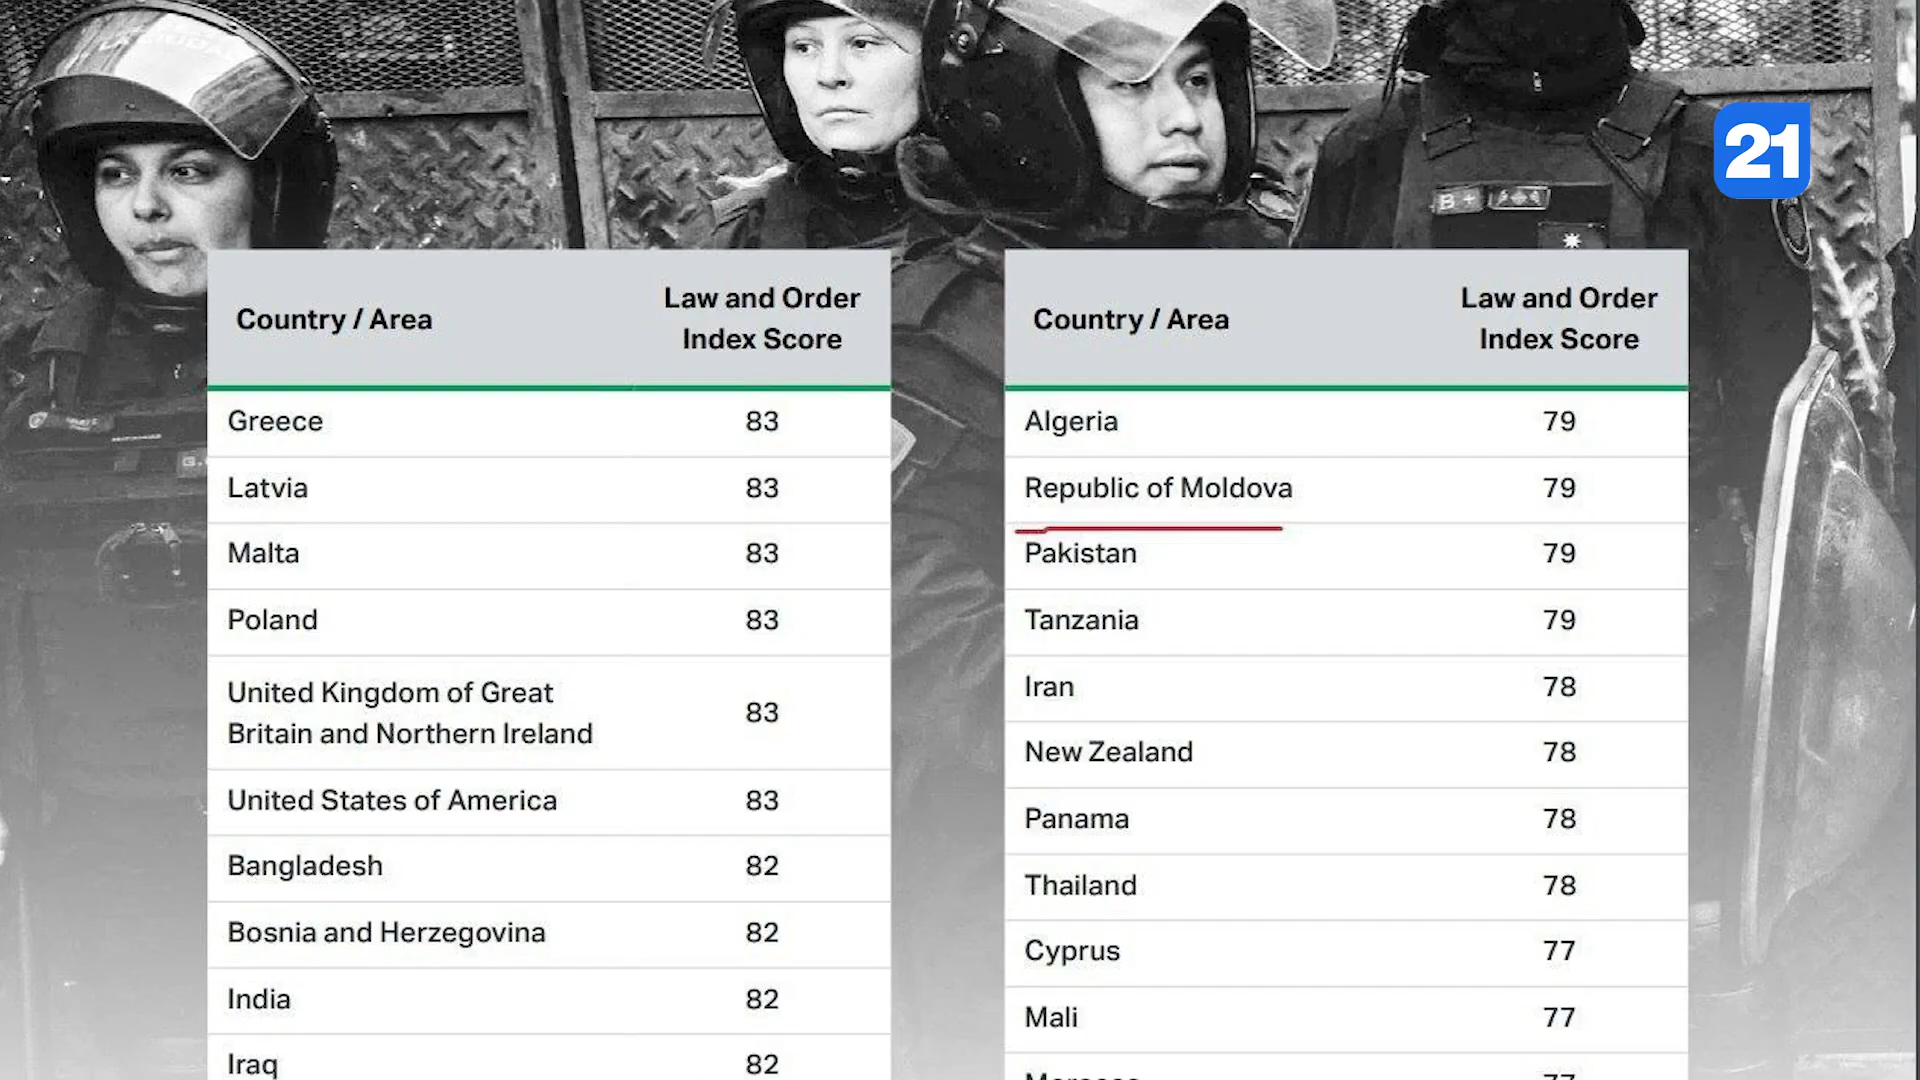 21
B +
Country / Area
Law and Order
Index Score
Greece 83
Latvia 83
Malta 83
Poland 83
United Kingdom of Great
Britain and Northern Ireland
83
United States of America 83
Bangladesh 82
Bosnia and Herzegovina 82
India 82
Iraq 82
Country / Area
Law and Order
Index Score
Algeria 79
Republic of Moldova 79
Pakistan 79
Tanzania 79
Iran 78
New Zealand 78
Panama 78
Thailand 78
Cyprus 77
Mali 77